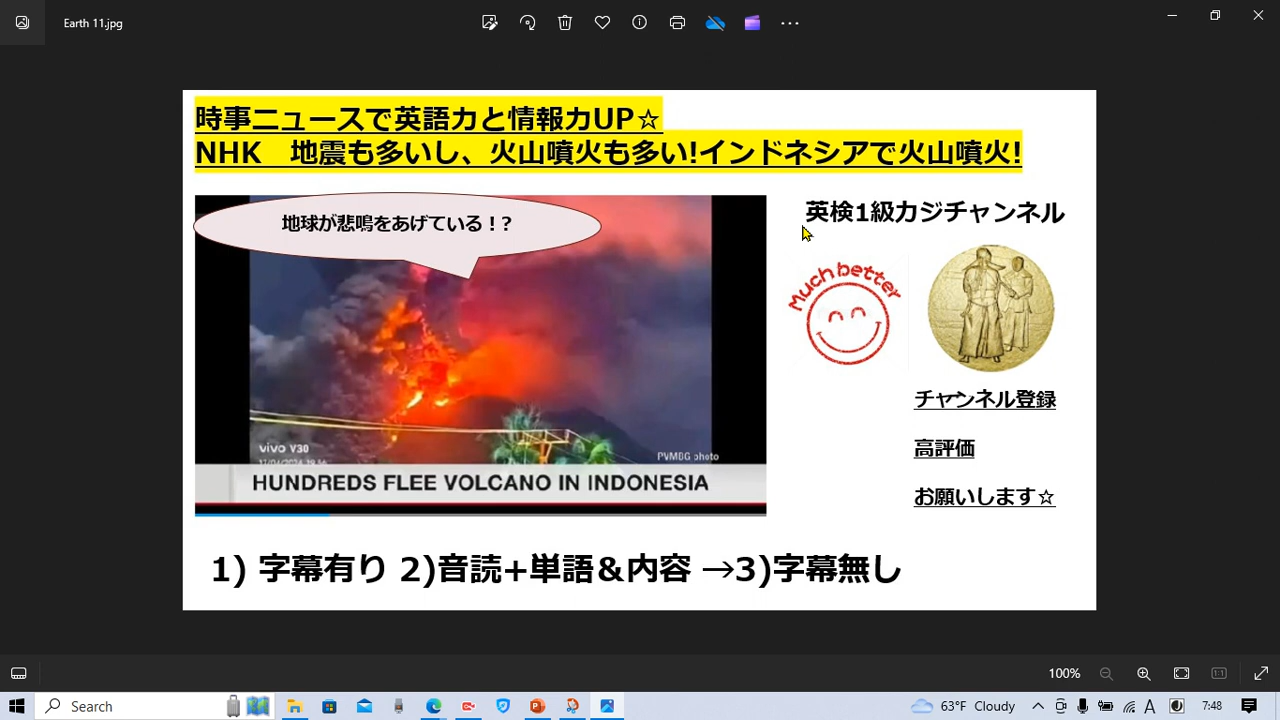 Earth 11.jpg
時事ニュースで英語力と情報力UP☆
NHK 地震も多いし、火山噴火も多い!インドネシアで火山噴火!
地球が悲鳴をあげている！?
英検1級カジチャンネル
Much better
チャンネル登録
高評価
お願いします☆
vivo V30
PVMBG photo
HUNDREDS FLEE VOLCANO IN INDONESIA
1) 字幕有り 2)音読+単語＆内容 →3)字幕無し
100%
Search
63°F Cloudy
A
7:48